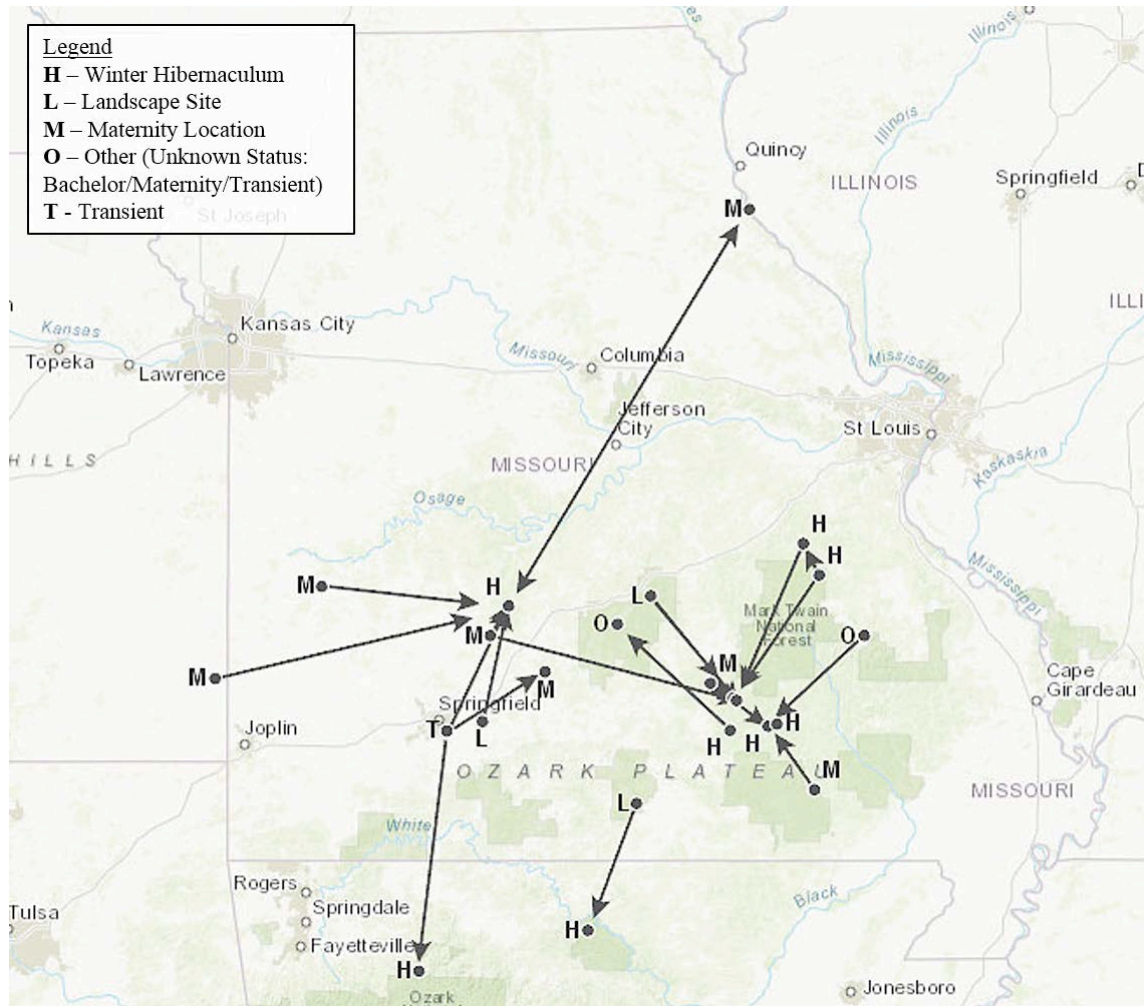 Legend
H – Winter Hibernaculum
L – Landscape Site
M – Maternity Location
O – Other (Unknown Status:
Bachelor/Maternity/Transient)
T - Transient
St Joseph
Illinois
Quincy
ILLINOIS
Illinois
Springfield
M
Kansas City
Kansas
Topeka
Lawrence
Missouri
Columbia
Mississippi
ILLI
Jefferson
City
St Louis
HILLS
MISSOURI
Kaskaskia
Osage
H
H
M
H
L
Mark Twain
National
Forest
Mississippi
O
O
M
M
M
M
Cape
Girardeau
Springfield
T
L
Joplin
H
H
H
OZARK PLATEAU
M
MISSOURI
L
White
Rogers
Black
Tulsa
Springdale
Fayetteville
H
H
Ozark
Jonesboro